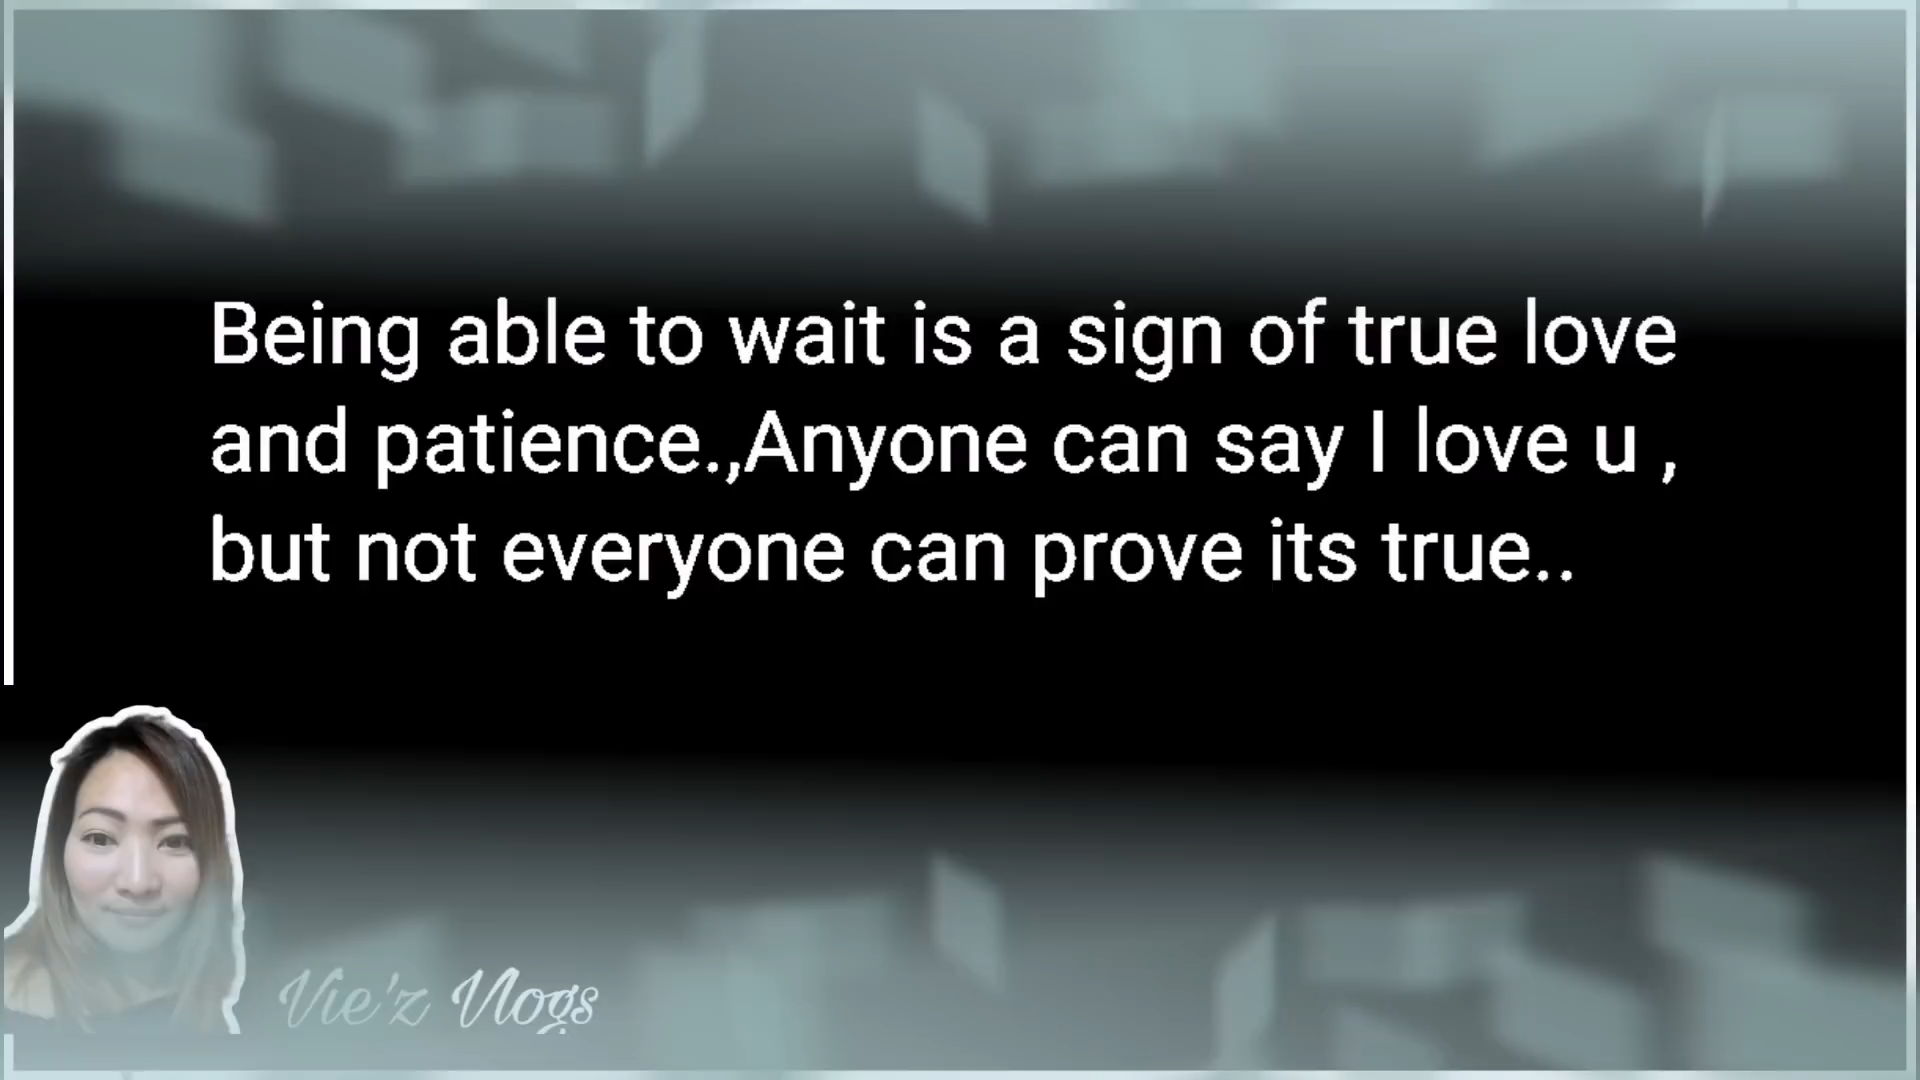 Being able to wait is a sign of true love
and patience.,Anyone can say I love u ,
but not everyone can prove its true..
Vie'z Vlogs